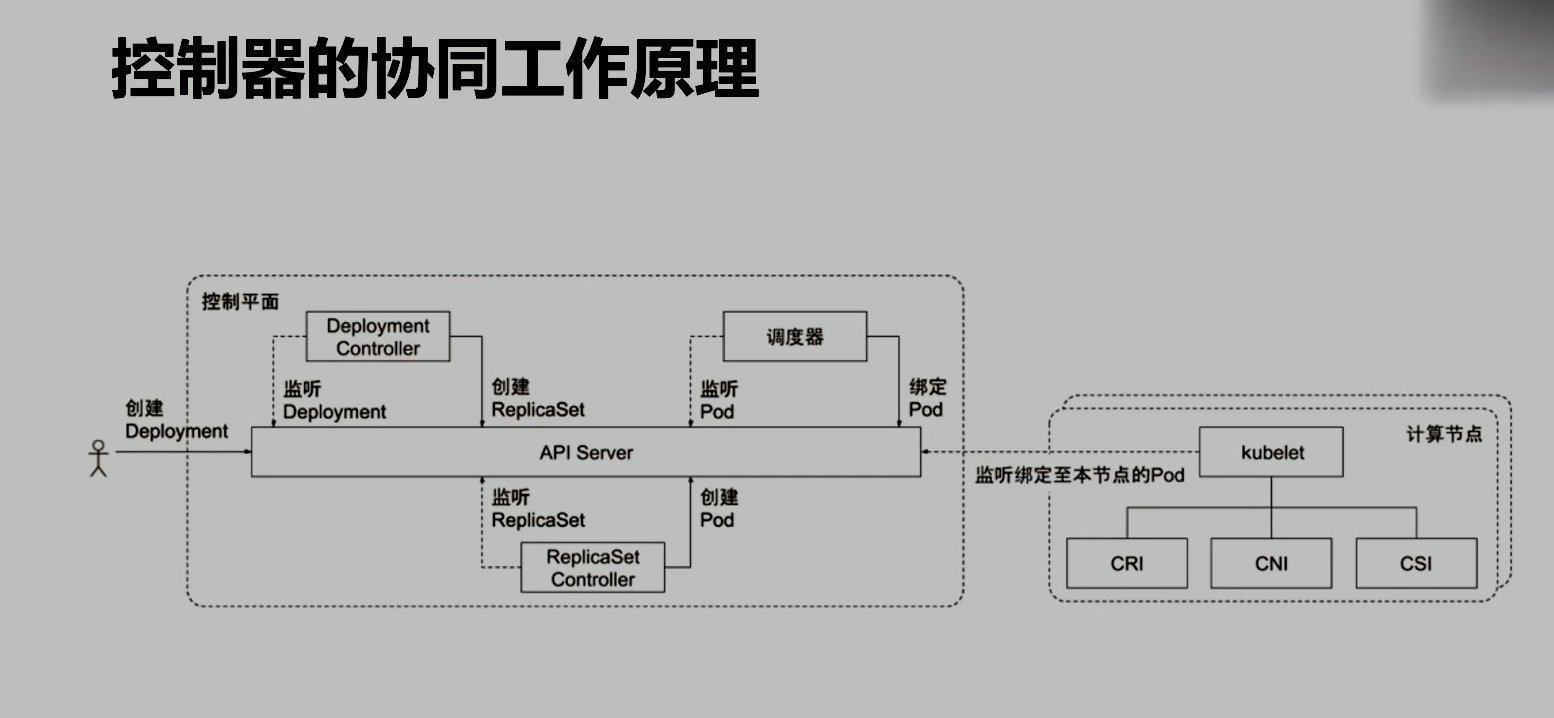 控制器的协同工作原理
控制平面
Deployment
Controller
调度器
监听
Deployment
创建
ReplicaSet
监听
Pod
绑定
Pod
创建
Deployment
API Server
监听
ReplicaSet
创建
Pod
ReplicaSet
Controller
计算节点
kubelet
监听绑定至本节点的Pod
CRI
CNI
CSI